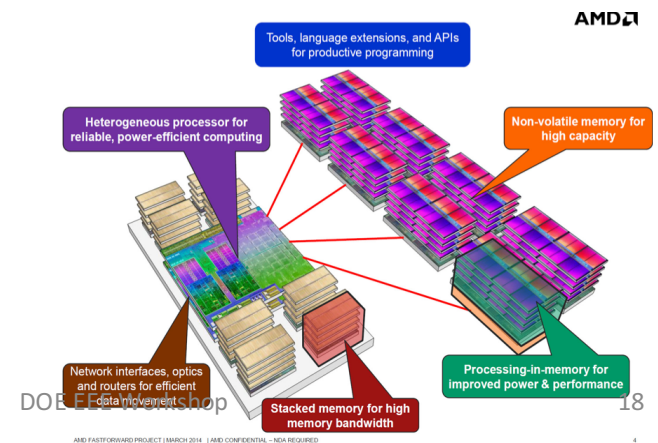 AMD
Tools, language extensions, and APIs
for productive programming
Heterogeneous processor for
reliable, power-efficient computing
Non-volatile memory for
high capacity
Network interfaces, optics
and routers for efficient
data movement
Stacked memory for high
memory bandwidth
Processing-in-memory for
improved power & performance
DOE EEE Workshop
18
AMD FASTFORWARD PROJECT | MARCH 2014 | AMD CONFIDENTIAL – NDA REQUIRED
4